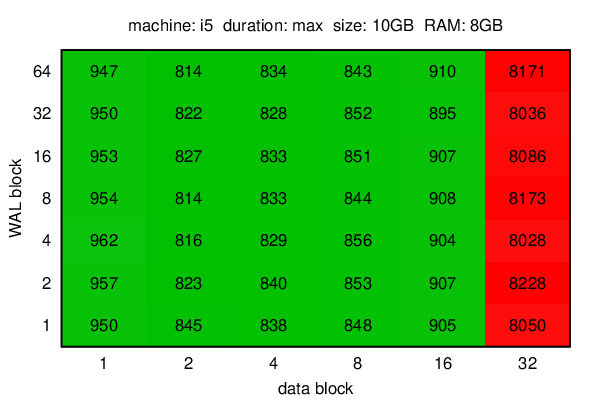 machine: i5 duration: max size: 10GB RAM: 8GB
64 947 814 834 843 910 8171
32 950 822 828 852 895 8036
16 953 827 833 851 907 8086
8 954 814 833 844 908 8173
4 962 816 829 856 904 8028
2 957 823 840 853 907 8228
1 950 845 838 848 905 8050
WAL block
1 2 4 8 16 32
data block